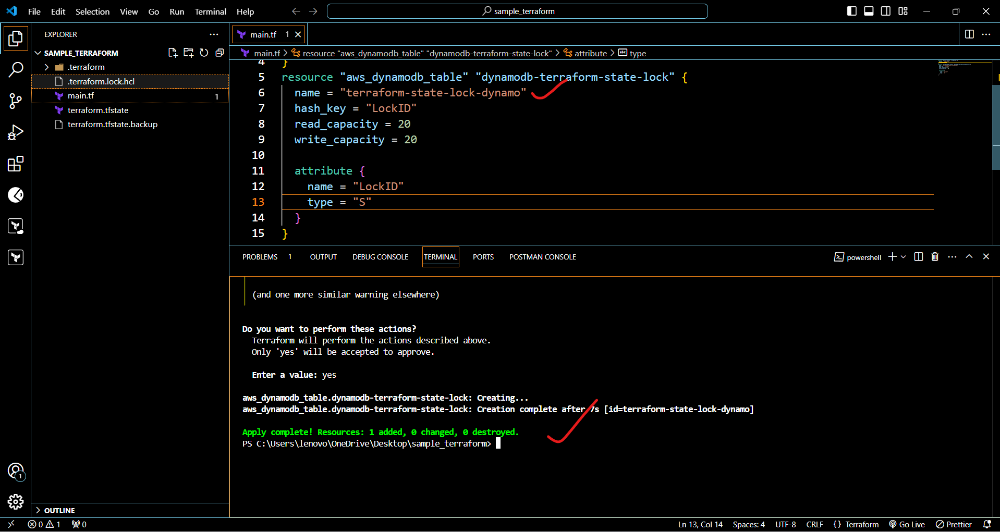 File Edit Selection View Go Run Terminal Help
sample_terraform
EXPLORER
SAMPLE_TERRAFORM
.terraform
.terraform.lock.hcl
main.tf 1
terraform.tfstate
terraform.tfstate.backup
OUTLINE
main.tf 1
main.tf > resource "aws_dynamodb_table" "dynamodb-terraform-state-lock" > attribute > abc type
4 }
5 resource "aws_dynamodb_table" "dynamodb-terraform-state-lock" {
6 name = "terraform-state-lock-dynamo"
7 hash_key = "LockID"
8 read_capacity = 20
9 write_capacity = 20
10
11 attribute {
12 name = "LockID"
13 type = "S"
14 }
15 }
PROBLEMS 1 OUTPUT DEBUG CONSOLE TERMINAL PORTS POSTMAN CONSOLE
powershell
(and one more similar warning elsewhere)
Do you want to perform these actions?
Terraform will perform the actions described above.
Only 'yes' will be accepted to approve.
Enter a value: yes
aws_dynamodb_table.dynamodb-terraform-state-lock: Creating...
aws_dynamodb_table.dynamodb-terraform-state-lock: Creation complete after 7s [id=terraform-state-lock-dynamo]
Apply complete! Resources: 1 added, 0 changed, 0 destroyed.
PS C:\Users\lenovo\OneDrive\Desktop\sample_terraform>
1
0 1 0
Ln 13, Col 14 Spaces: 4 UTF-8 CRLF {} Terraform Go Live Prettier